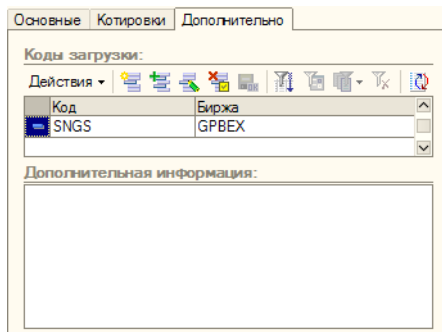 Основные Котировки Дополнительно
Коды загрузки:
Действия
Код Биржа
SNGS GPBEX
Дополнительная информация: